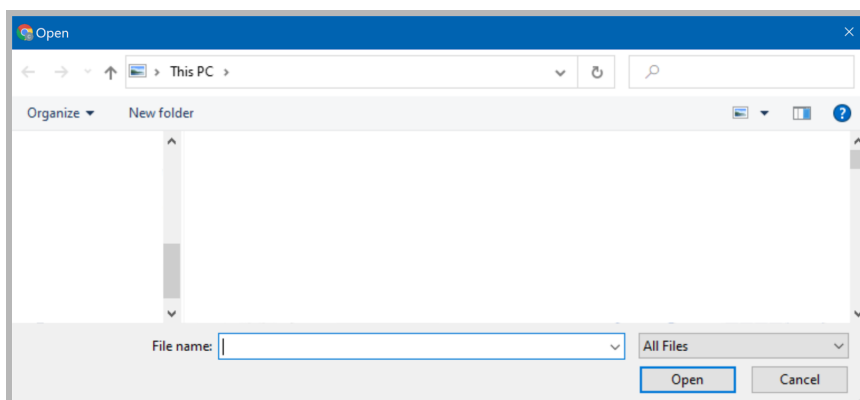 Open
This PC
Organize New folder
File name: All Files
Open Cancel